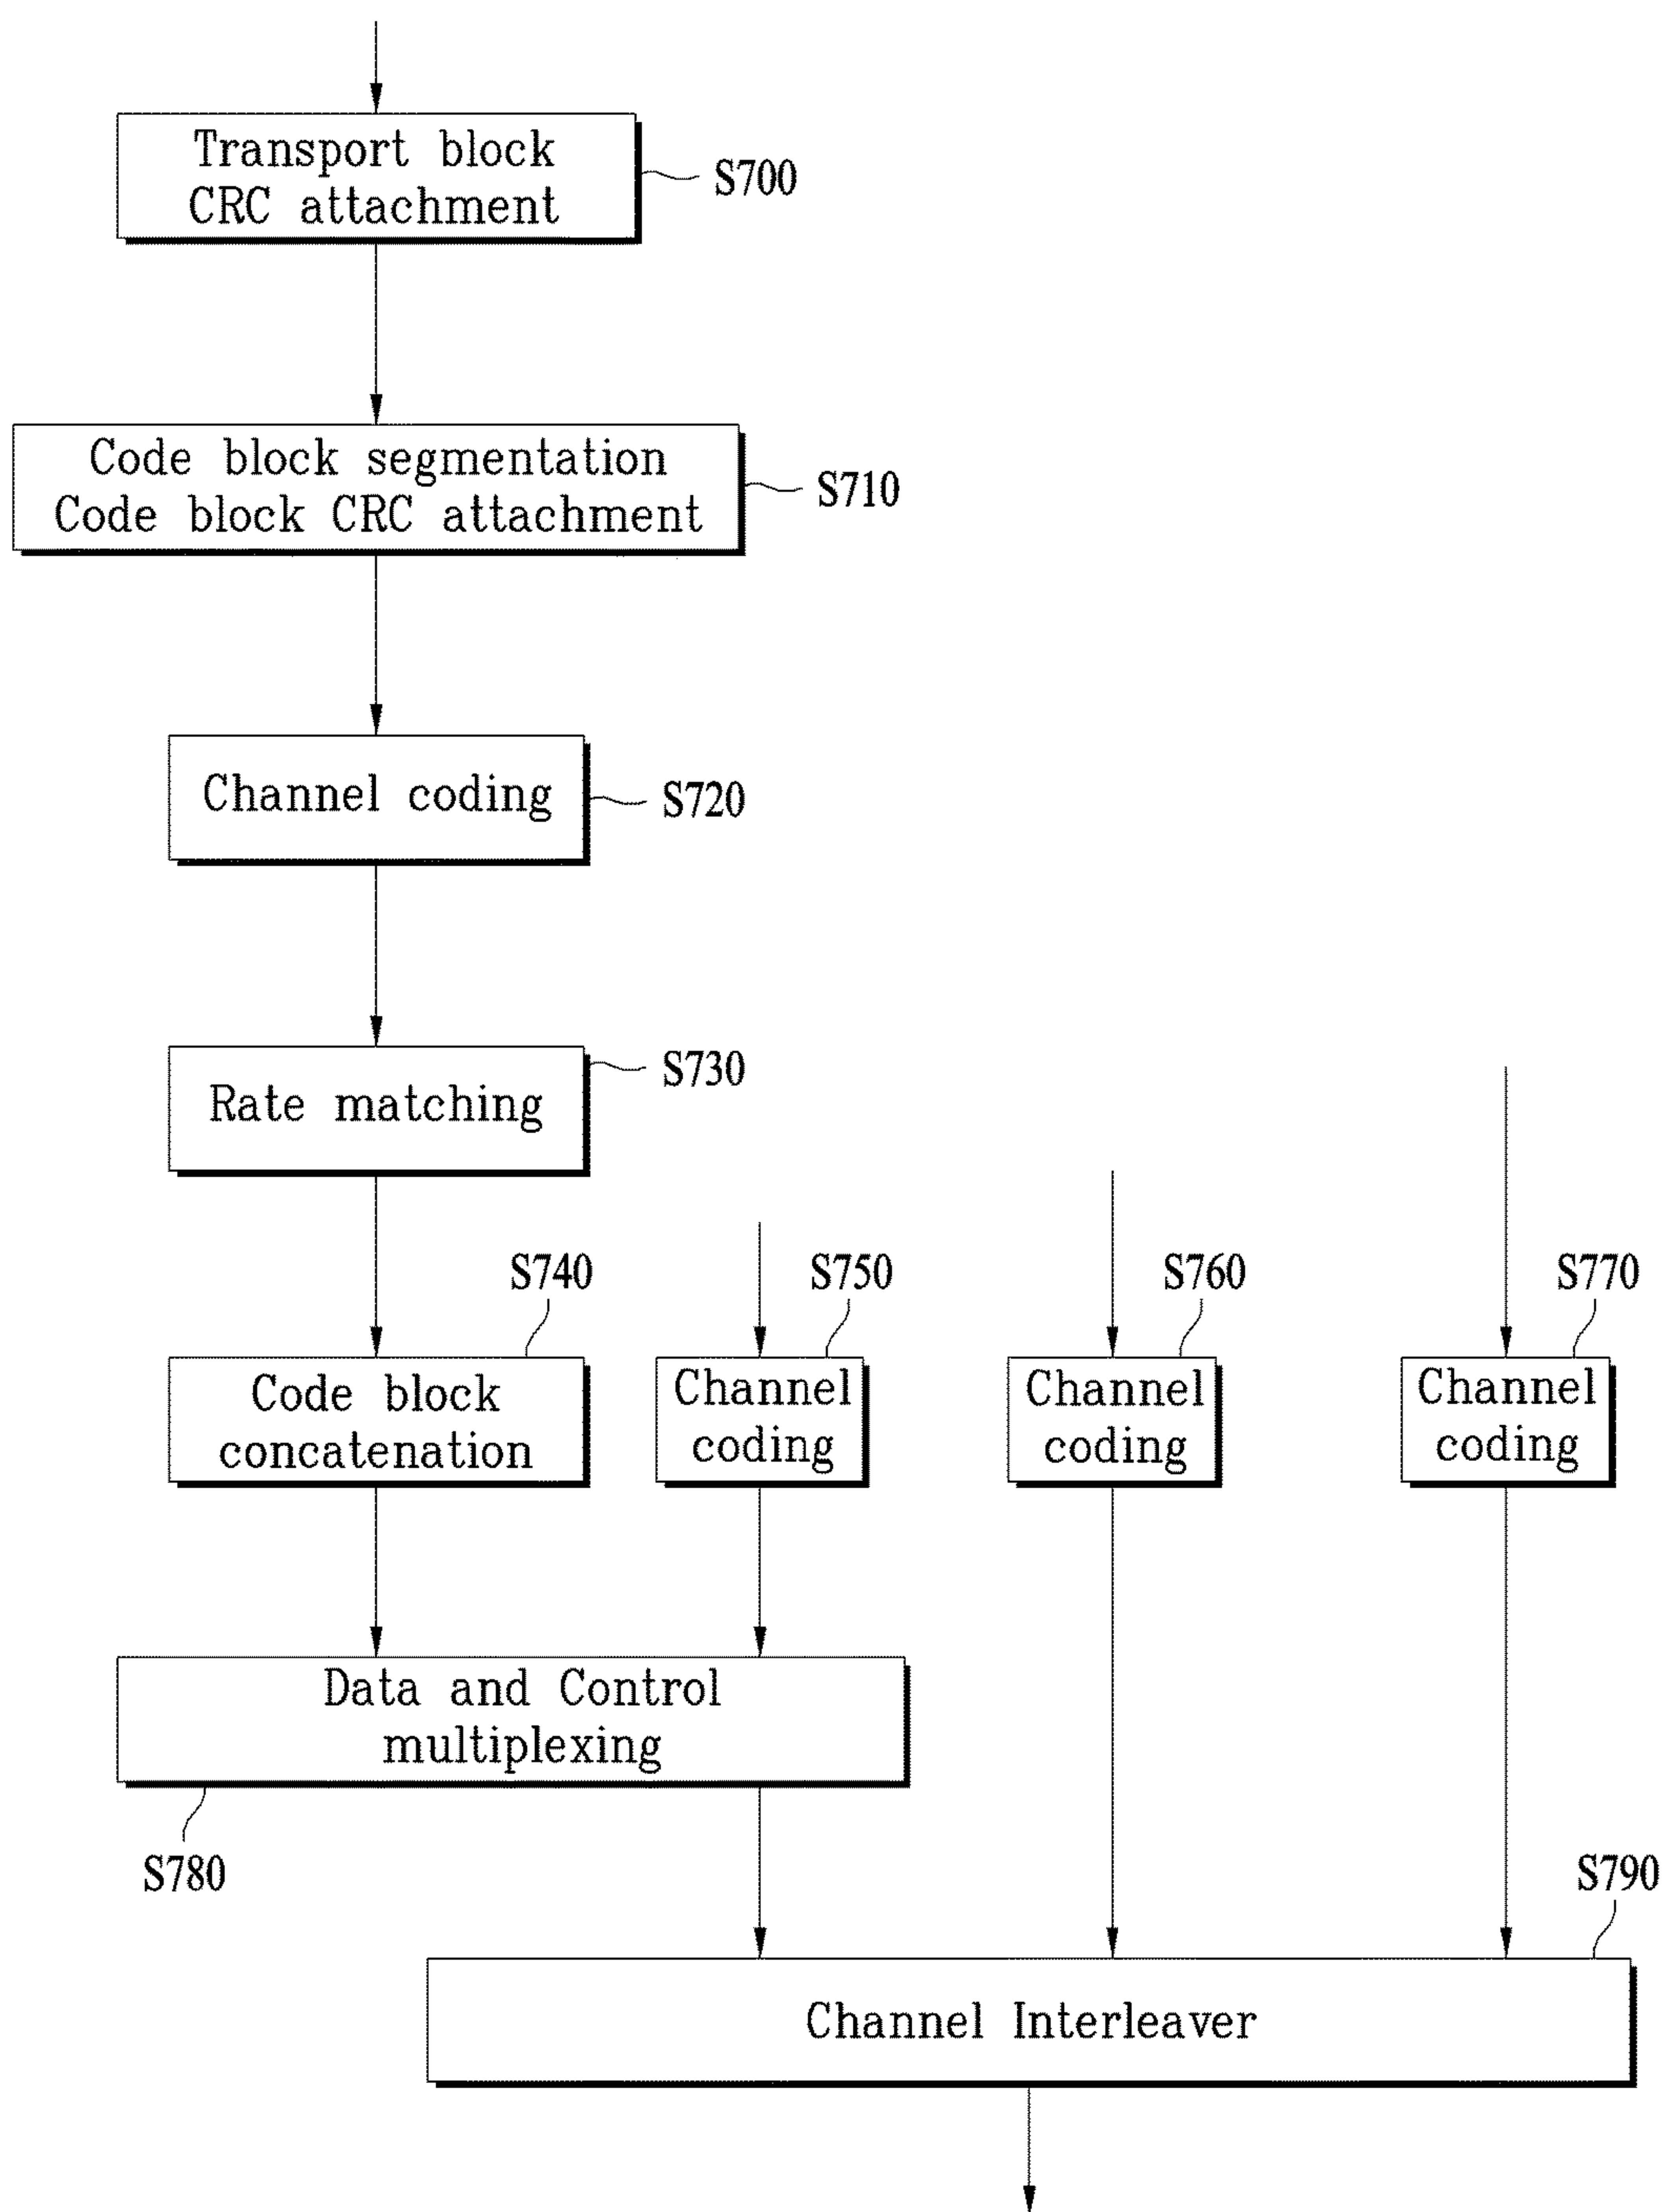 Transport block
CRC attachment
S700
Code block segmentation
Code block CRC attachment
S710
Channel coding
S720
Rate matching
S730
S740
S750
S760
S770
Code block
concatenation
Channel
coding
Channel
coding
Channel
coding
Data and Control
multiplexing
S780
S790
Channel Interleaver